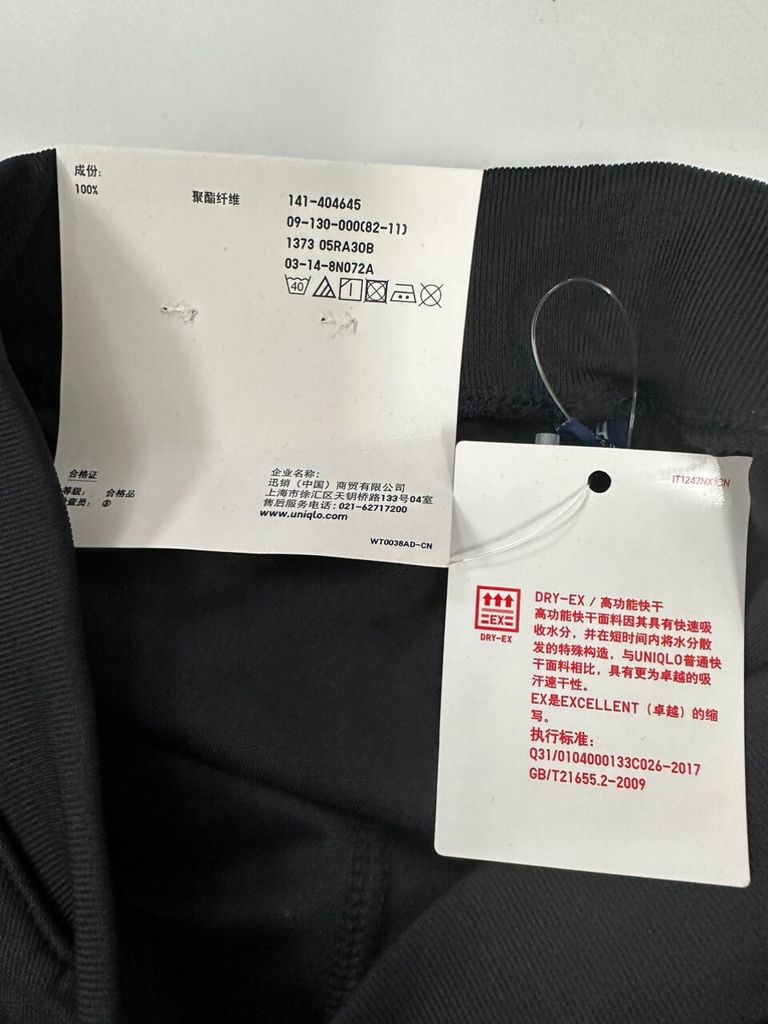 成份:
100% 聚酯纤维
141-404645
09-130-000(82-11)
1373 05RA30B
03-14-8N072A
40
合格证
等级: 合格品
查员:
企业名称:
迅销(中国)商贸有限公司
上海市徐汇区天钥桥路133号04室
售后服务电话:021-62717200
www.uniqlo.com
WT0038AD-CN
DRY-EX / 高功能快干
高功能快干面料因其具有快速吸
收水分，并在短时间内将水分散
发的特殊构造，与UNIQLO普通快
干面料相比，具有更为卓越的吸
汗速干性。
EX是EXCELLENT（卓越）的缩
写。
执行标准：
Q31/0104000133C026-2017
GB/T21655.2-2009
EX
DRY-EX